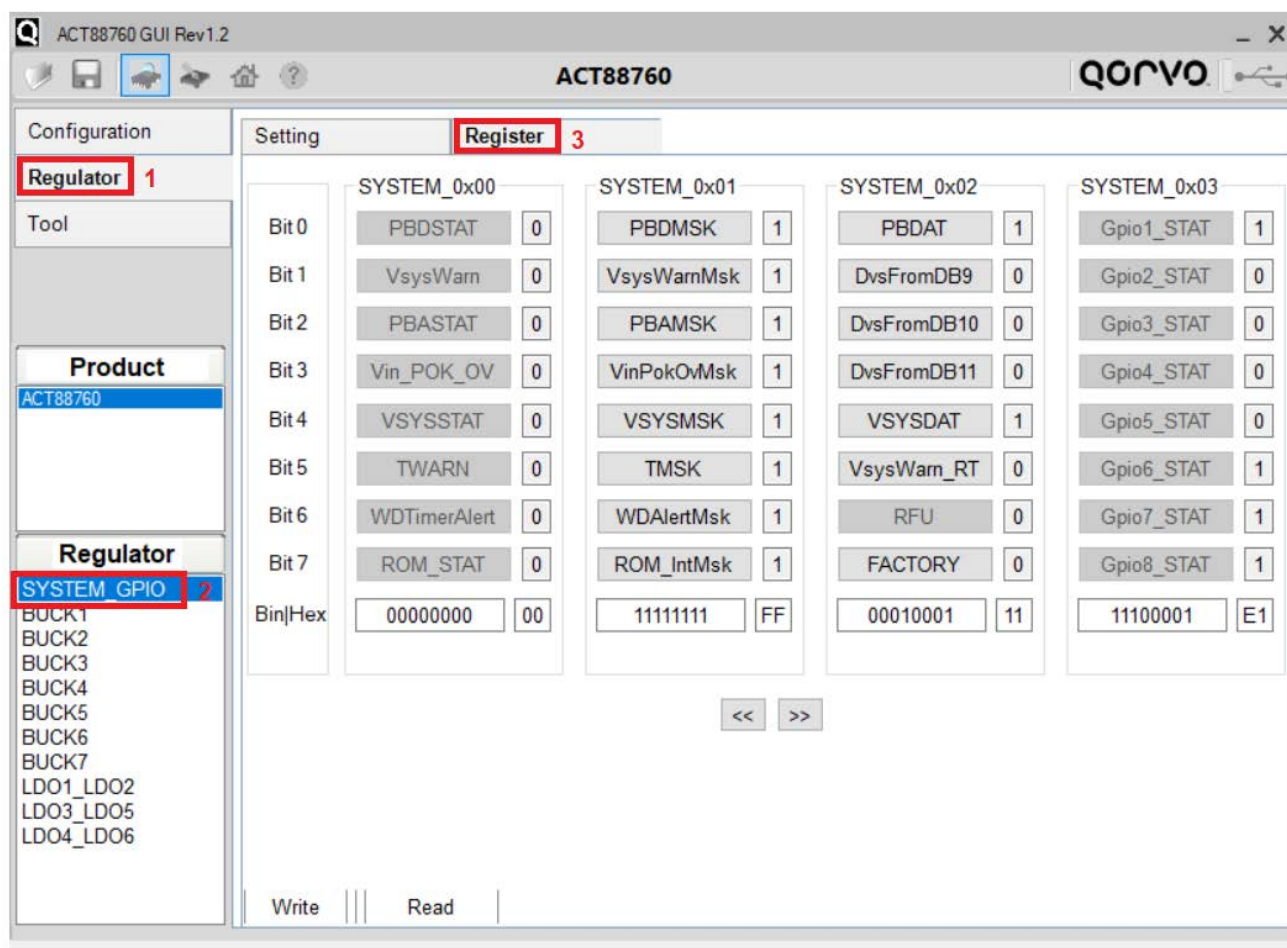 ACT88760 GUI Rev1.2
ACT88760
QORVO
Configuration
Regulator 1
Tool
Setting
Register 3
SYSTEM_0x00 SYSTEM_0x01 SYSTEM_0x02 SYSTEM_0x03
Bit 0 PBDSTAT 0 PBDMSK 1 PBDAT 1 Gpio1_STAT 1
Bit 1 VsysWarn 0 VsysWarnMsk 1 DvsFromDB9 0 Gpio2_STAT 0
Bit 2 PBASTAT 0 PBAMSK 1 DvsFromDB10 0 Gpio3_STAT 0
Bit 3 Vin_POK_OV 0 VinPokOvMsk 1 DvsFromDB11 0 Gpio4_STAT 0
Bit 4 VSYSSTAT 0 VSYSMSK 1 VSYSDAT 1 Gpio5_STAT 0
Bit 5 TWARN 0 TMSK 1 VsysWarn_RT 0 Gpio6_STAT 1
Bit 6 WDTimerAlert 0 WDAlertMsk 1 RFU 0 Gpio7_STAT 1
Bit 7 ROM_STAT 0 ROM_IntMsk 1 FACTORY 0 Gpio8_STAT 1
Bin|Hex 00000000 00 11111111 FF 00010001 11 11100001 E1
<< >>
Product
ACT88760
Regulator
SYSTEM_GPIO 2
BUCK1
BUCK2
BUCK3
BUCK4
BUCK5
BUCK6
BUCK7
LDO1_LDO2
LDO3_LDO5
LDO4_LDO6
Write Read